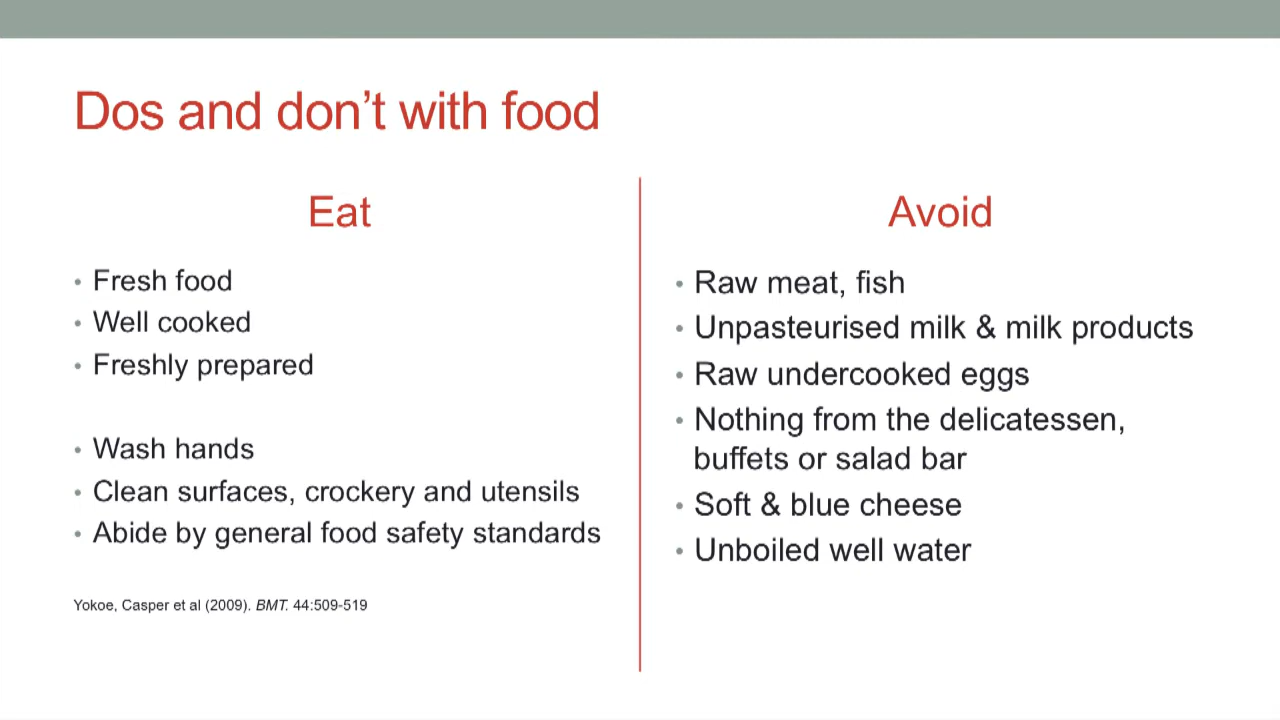 Dos and don’t with food
Eat
• Fresh food
• Well cooked
• Freshly prepared
• Wash hands
• Clean surfaces, crockery and utensils
• Abide by general food safety standards
Yokoe, Casper et al (2009). BMT. 44:509-519
Avoid
• Raw meat, fish
• Unpasteurised milk & milk products
• Raw undercooked eggs
• Nothing from the delicatessen,
buffets or salad bar
• Soft & blue cheese
• Unboiled well water